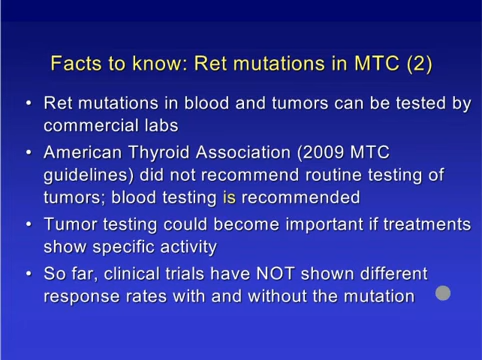 Facts to know: Ret mutations in MTC (2)
• Ret mutations in blood and tumors can be tested by
commercial labs
• American Thyroid Association (2009 MTC
guidelines) did not recommend routine testing of
tumors; blood testing is recommended
• Tumor testing could become important if treatments
show specific activity
• So far, clinical trials have NOT shown different
response rates with and without the mutation